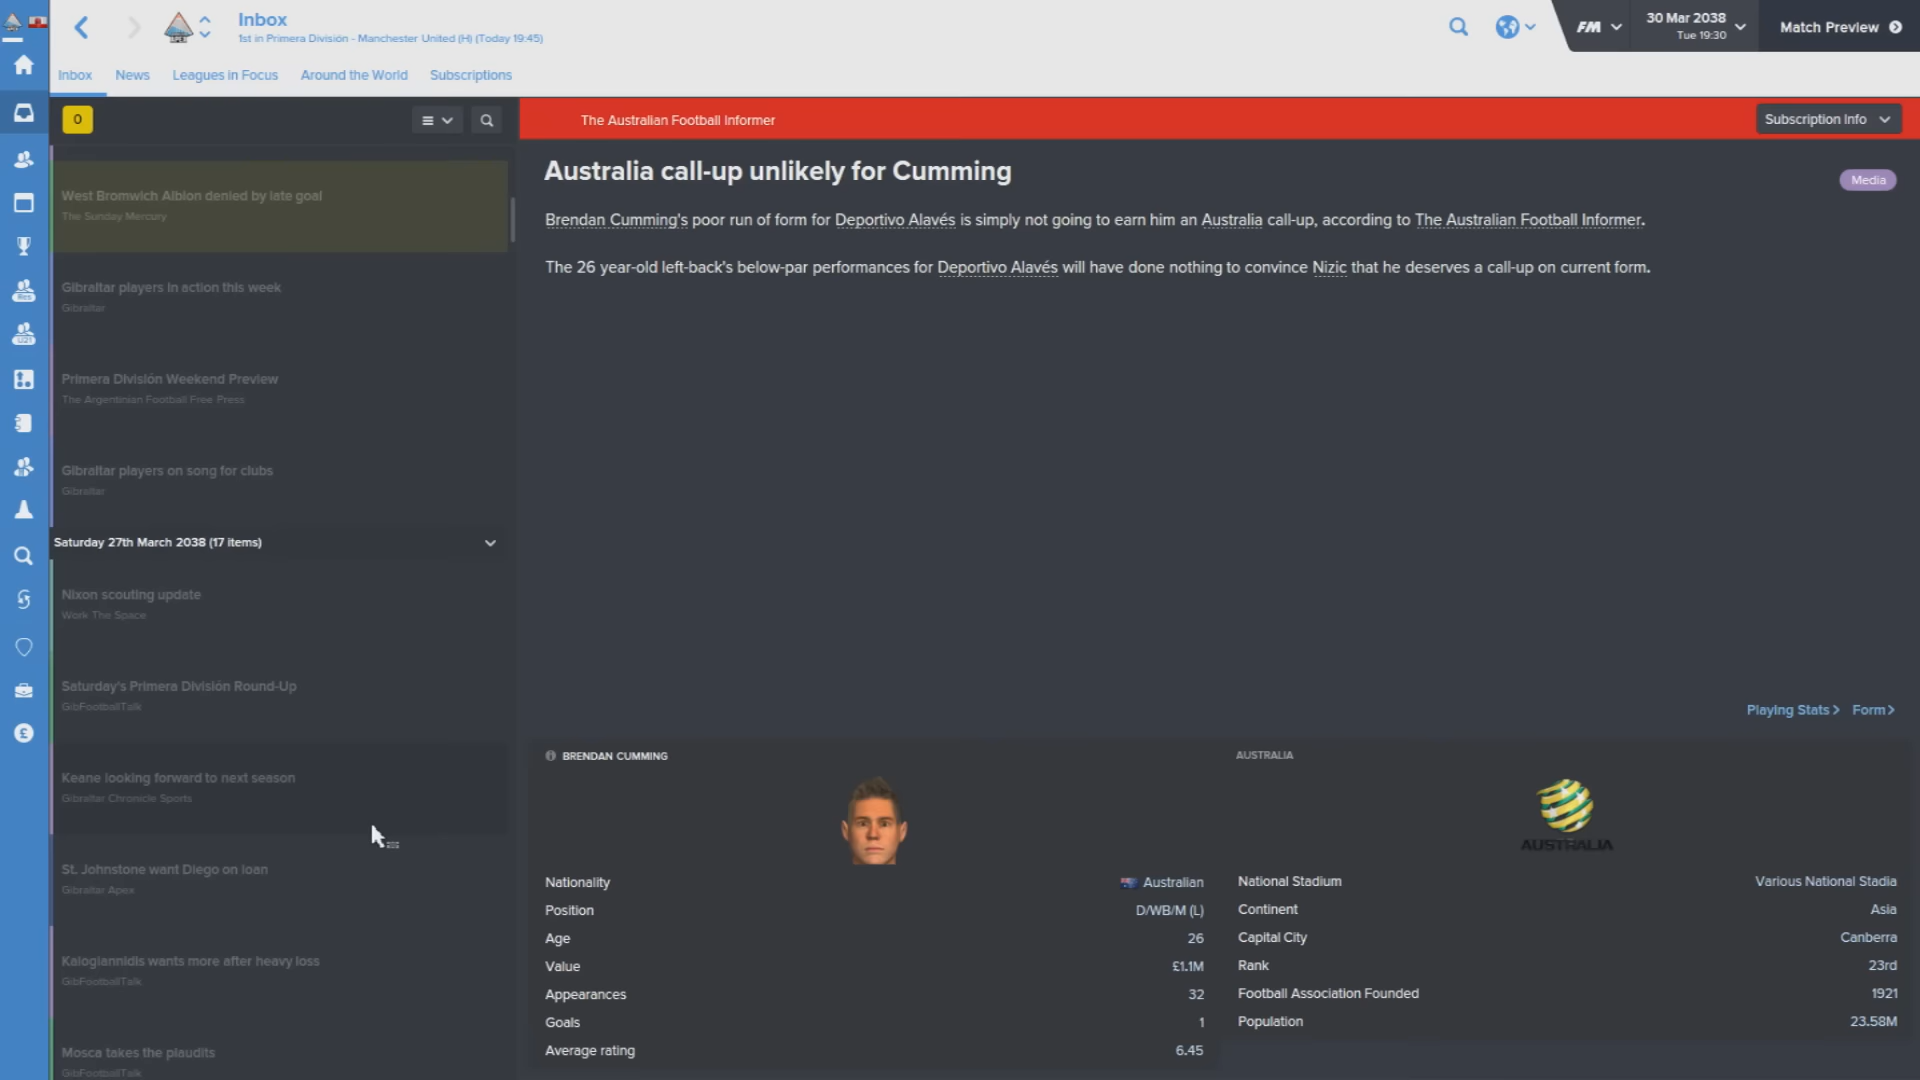 Inbox
1st in Primera División - Manchester United (H) (Today 19:45)
FM
30 Mar 2038
Tue 19:30
Match Preview
Inbox
News
Leagues in Focus
Around the World
Subscriptions
0
The Australian Football Informer
Subscription Info
West Bromwich Albion denied by late goal
The Sunday Mercury
Gibraltar players in action this week
Gibraltar
Primera División Weekend Preview
The Argentinian Football Free Press
Gibraltar players on song for clubs
Gibraltar
Saturday 27th March 2038 (17 items)
Nixon scouting update
Work The Space
Saturday's Primera División Round-Up
GibFootballTalk
Keane looking forward to next season
Gibraltar Chronicle Sports
St. Johnstone want Diego on loan
Gibraltar Apex
Kalogiannidis wants more after heavy loss
GibFootballTalk
Mosca takes the plaudits
GibFootballTalk
Australia call-up unlikely for Cumming
Media
Brendan Cumming's poor run of form for Deportivo Alavés is simply not going to earn him an Australia call-up, according to The Australian Football Informer.
The 26 year-old left-back's below-par performances for Deportivo Alavés will have done nothing to convince Nizic that he deserves a call-up on current form.
Playing Stats >
Form >
BRENDAN CUMMING
Nationality Australian
Position D/WB/M (L)
Age 26
Value £1.1M
Appearances 32
Goals 1
Average rating 6.45
AUSTRALIA
AUSTRALIA
National Stadium Various National Stadia
Continent Asia
Capital City Canberra
Rank 23rd
Football Association Founded 1921
Population 23.58M